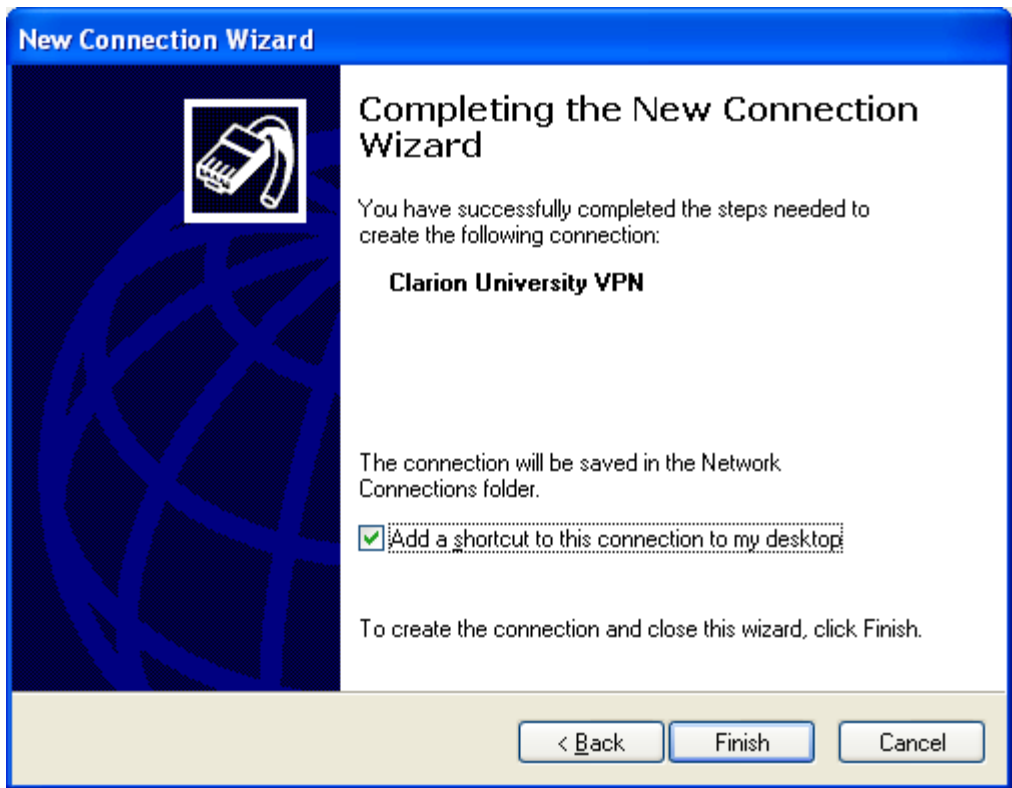 New Connection Wizard
Completing the New Connection
Wizard
You have successfully completed the steps needed to
create the following connection:
Clarion University VPN
The connection will be saved in the Network
Connections folder.
Add a shortcut to this connection to my desktop
To create the connection and close this wizard, click Finish.
< Back Finish Cancel